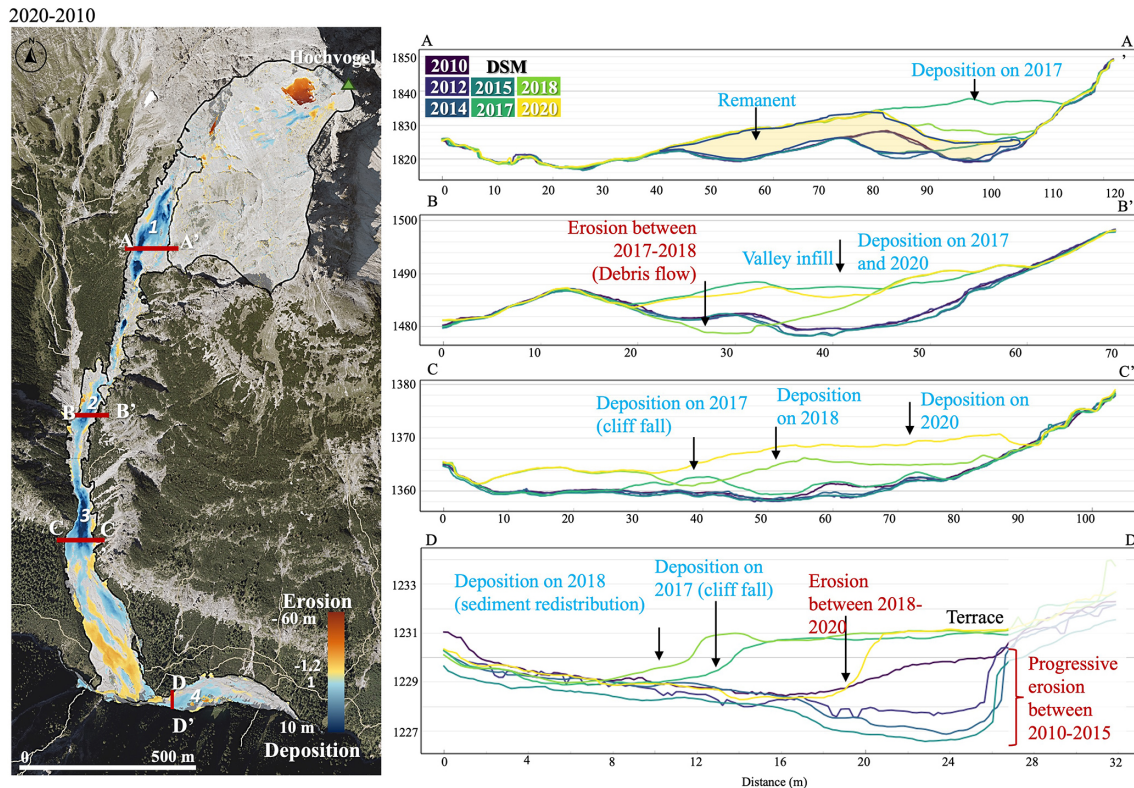 2020-2010
N
Hochvogel
1
A A'
2
B B'
3
C C'
D
4
D'
Erosion
- 60 m
-1.2
1
10 m
Deposition
0 500 m
A A'
1850
1840
1830
1820
2010 DSM
2012 2015 2018
2014 2017 2020
Remanent
Deposition on 2017
0 10 20 30 40 50 60 70 80 90 100 110 120
B B'
1500
1490
1480
Erosion between
2017-2018
(Debris flow)
Valley infill
Deposition on 2017
and 2020
0 10 20 30 40 50 60 70
C C'
1380
1370
1360
Deposition on 2017
(cliff fall)
Deposition
on 2018
Deposition on
2020
0 10 20 30 40 50 60 70 80 90 100
D D
1233
1231
1229
1227
Deposition on 2018
(sediment redistribution)
Deposition on
2017 (cliff fall)
Erosion
between 2018-
2020
Terrace
Progressive
erosion
between
2010-2015
0 4 8 12 16 20 24 28 32
Distance (m)